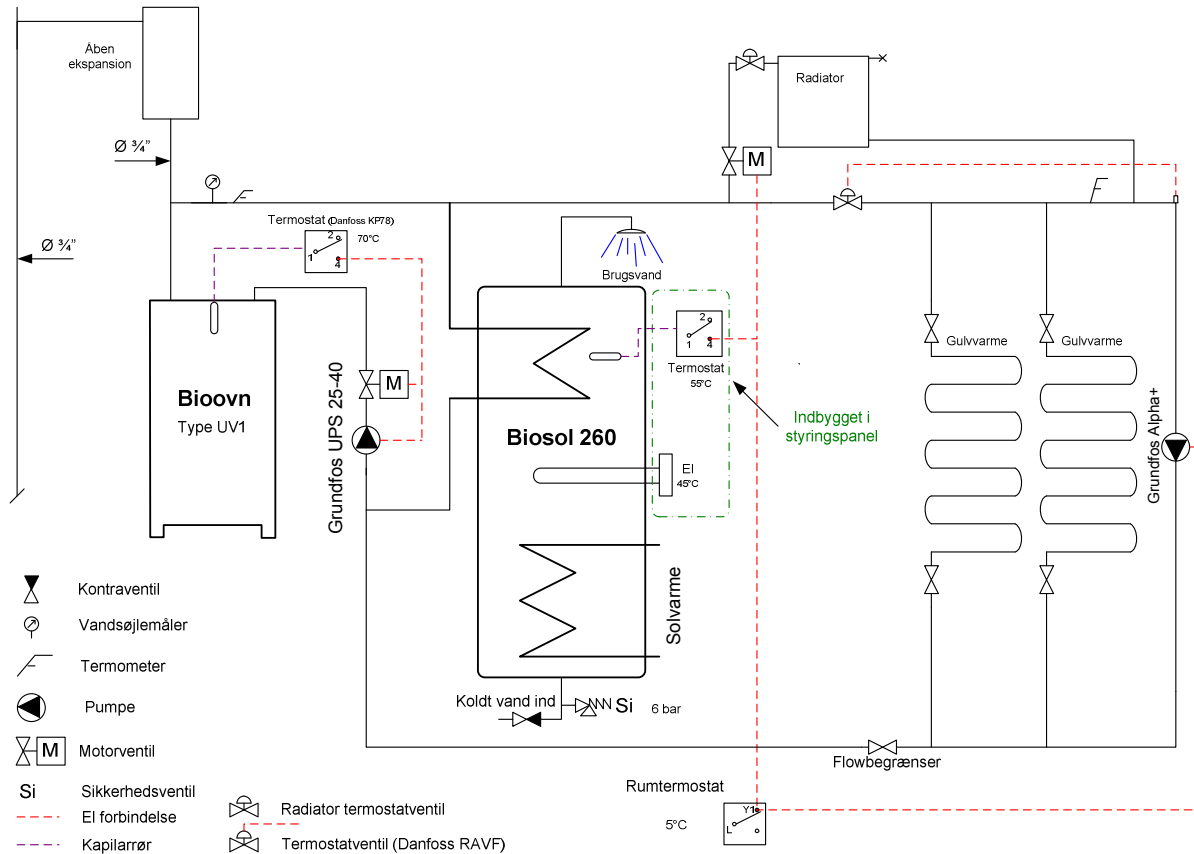 Åben
ekspansion
Ø ¾"
Ø ¾"
Radiator
M
Termostat (Danfoss KP78)
70°C
2
1
4
Brugsvand
Bioovn
Type UV1
M
Grundfos UPS 25-40
Biosol 260
2
1
4
Termostat
55°C
Indbygget i
styringspanel
El
45°C
Gulvvarme
Gulvvarme
Grundfos Alpha+
Solvarme
Koldt vand ind
Si
6 bar
Flowbegrænser
Rumtermostat
5°C
Y1
L
Kontraventil
Vandsøjlemåler
Termometer
Pumpe
M
Motorventil
Si
Sikkerhedsventil
El forbindelse
Kapilarrør
Radiator termostatventil
Termostatventil (Danfoss RAVF)